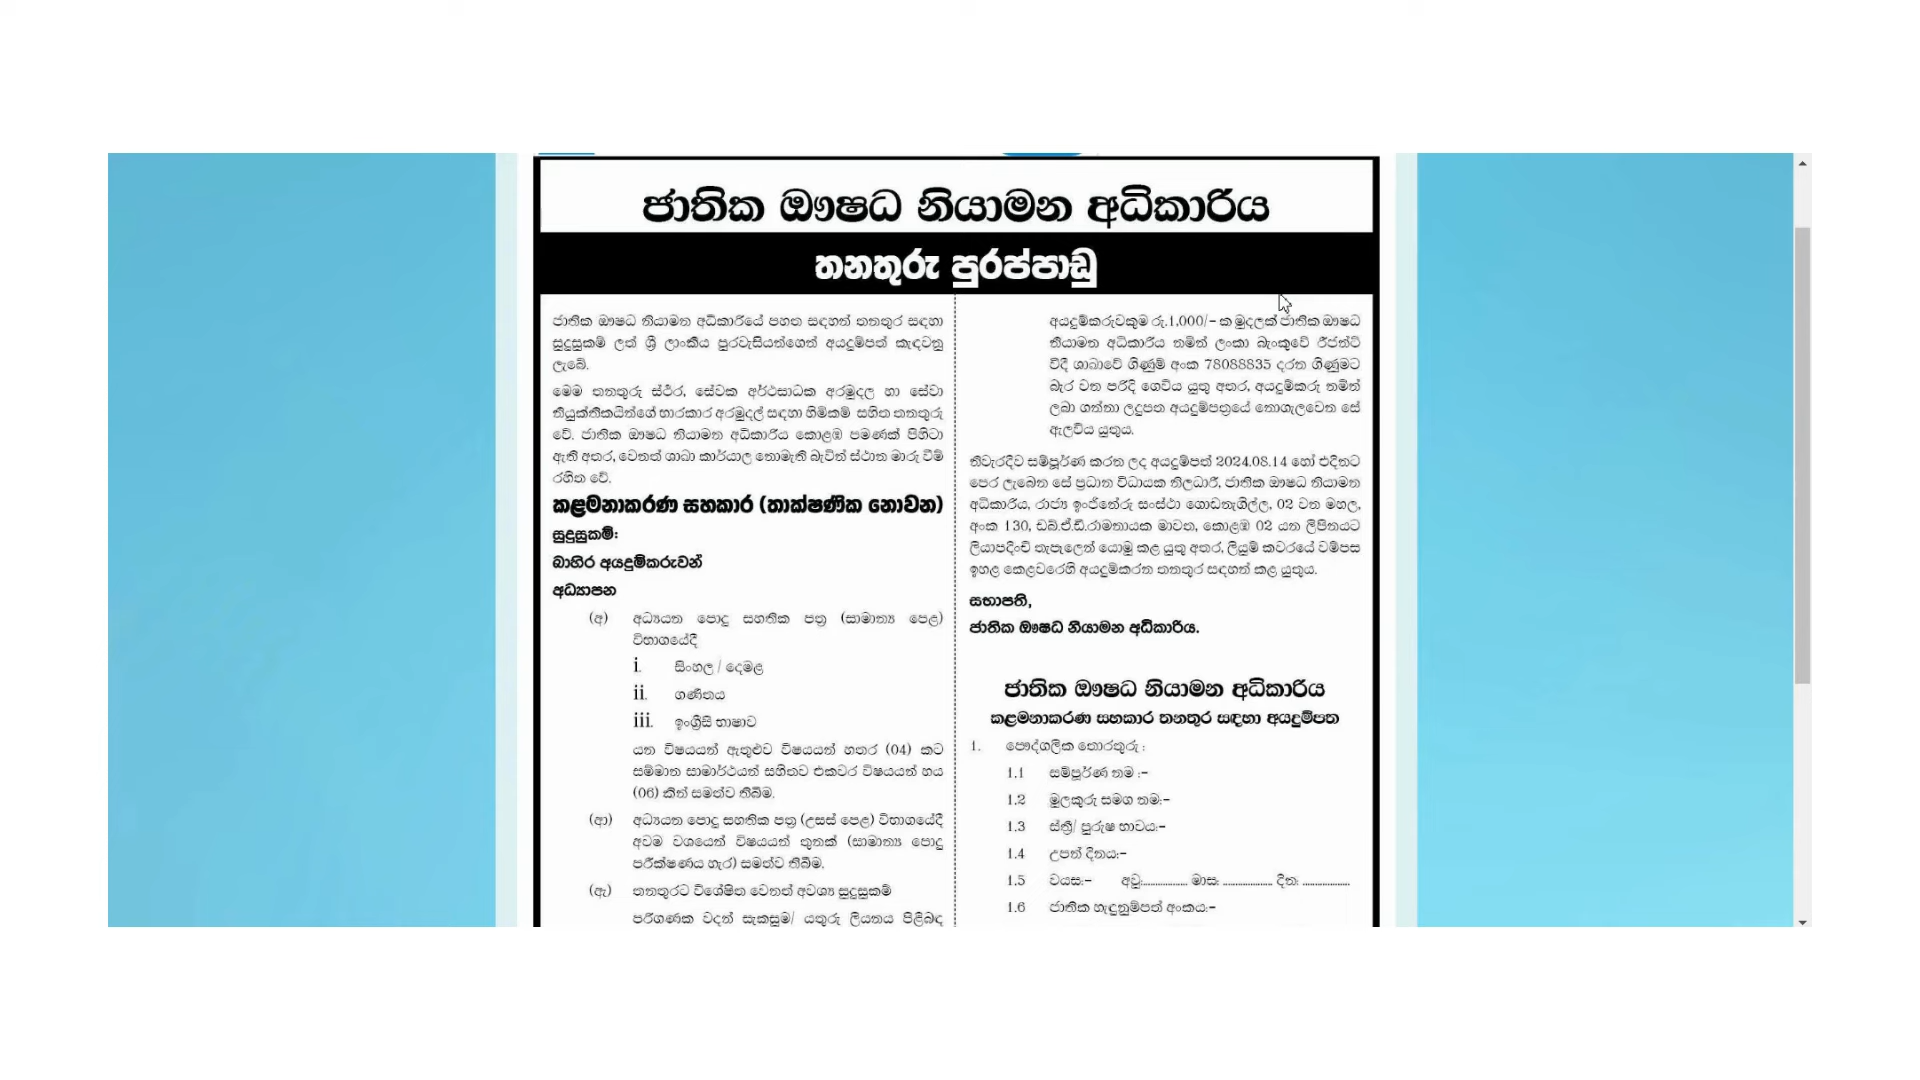 ජාතික ඖෂධ නියාමන අධිකාරිය
තනතුරු පුරප්පාඩු
ජාතික ඖෂධ නියාමන අධිකාරියේ පහත සඳහන් තනතුර සඳහා
සුදුසුකම් ලත් ශ්‍රී ලාංකීය පුරවැසියන්ගෙන් අයදුම්පත් කැඳවනු
ලැබේ.
මෙම තනතුරු ස්ථිර, සේවක අර්ථසාධක අරමුදල හා සේවා
නියුක්තිකයින්ගේ භාරකාර අරමුදල් සඳහා හිමිකම් සහිත තනතුරු
වේ. ජාතික ඖෂධ නියාමන අධිකාරිය කොළඹ පමණක් පිහිටා
ඇති අතර, වෙනත් ශාඛා කාර්යාල නොමැති බැවින් ස්ථාන මාරු වීම්
රහිත වේ.
කළමනාකරණ සහකාර (තාක්ෂණික නොවන)
සුදුසුකම්:
බාහිර අයදුම්කරුවන්
අධ්‍යාපන
(අ) අධ්‍යයන පොදු සහතික පත්‍ර (සාමාන්‍ය පෙළ)
විභාගයේදී
i. සිංහල / දෙමළ
ii. ගණිතය
iii. ඉංග්‍රීසි භාෂාව
යන විෂයයන් ඇතුළුව විෂයයන් හතර (04) කට
සම්මාන සාමාර්ථයන් සහිතව එකවර විෂයයන් හය
(06) කින් සමත්ව තිබීම.
(ආ) අධ්‍යයන පොදු සහතික පත්‍ර (උසස් පෙළ) විභාගයේදී
අවම වශයෙන් විෂයයන් තුනක් (සාමාන්‍ය පොදු
පරීක්ෂණය හැර) සමත්ව තිබීම.
(ඇ) තනතුරට විශේෂිත වෙනත් අවශ්‍ය සුදුසුකම්
පරිගණක වදන් සැකසුම/ යතුරු ලියනය පිළිබඳ
අයදුම්කරුවකුම රු.1,000/- ක මුදලක් ජාතික ඖෂධ
නියාමන අධිකාරිය නමින් ලංකා බැංකුවේ රීජන්ට්
වීදි ශාඛාවේ ගිණුම් අංක 78088835 දරන ගිණුමට
බැර වන පරිදි ගෙවිය යුතු අතර, අයදුම්කරු නමින්
ලබා ගන්නා ලදුපත අයදුම්පත්‍රයේ නොගැලවෙන සේ
ඇලවිය යුතුය.
නිවැරදිව සම්පූර්ණ කරන ලද අයදුම්පත් 2024.08.14 හෝ එදිනට
පෙර ලැබෙන සේ ප්‍රධාන විධායක නිලධාරී, ජාතික ඖෂධ නියාමන
අධිකාරිය, රාජ්‍ය ඉංජිනේරු සංස්ථා ගොඩනැගිල්ල, 02 වන මහල,
අංක 130, ඩබ්.ඒ.ඩී.රාමනායක මාවත, කොළඹ 02 යන ලිපිනයට
ලියාපදිංචි තැපෑලෙන් යොමු කළ යුතු අතර, ලියුම් කවරයේ වම්පස
ඉහළ කෙළවරෙහි අයදුම්කරන තනතුර සඳහන් කළ යුතුය.
සභාපති,
ජාතික ඖෂධ නියාමන අධිකාරිය.
ජාතික ඖෂධ නියාමන අධිකාරිය
කළමනාකරණ සහකාර තනතුර සඳහා අයදුම්පත
1. පෞද්ගලික තොරතුරු :
1.1 සම්පූර්ණ නම :-
1.2 මුලකුරු සමග නම:-
1.3 ස්ත්‍රී/ පුරුෂ භාවය:-
1.4 උපන් දිනය:-
1.5 වයස:- අවු:.................. මාස: .................. දින: ..................
1.6 ජාතික හැඳුනුම්පත් අංකය:-